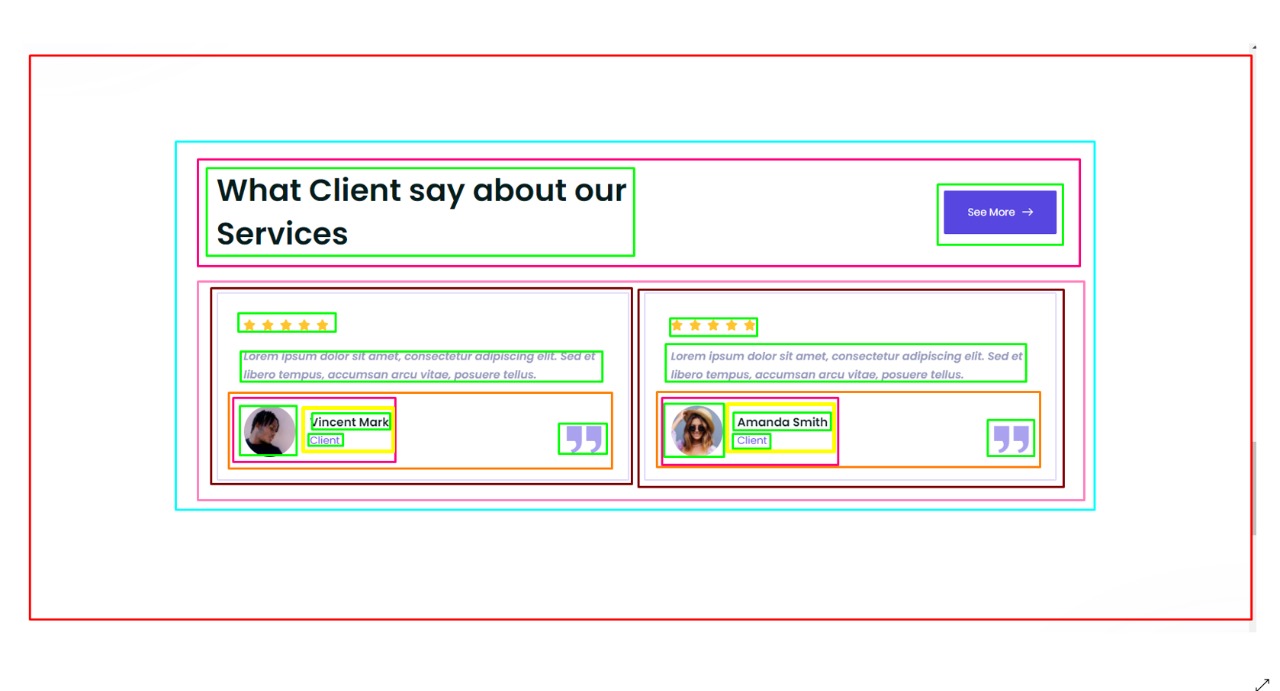 What Client say about our
Services
See More →
Lorem ipsum dolor sit amet, consectetur adipiscing elit. Sed et
libero tempus, accumsan arcu vitae, posuere tellus.
Vincent Mark
Client
Lorem ipsum dolor sit amet, consectetur adipiscing elit. Sed et
libero tempus, accumsan arcu vitae, posuere tellus.
Amanda Smith
Client